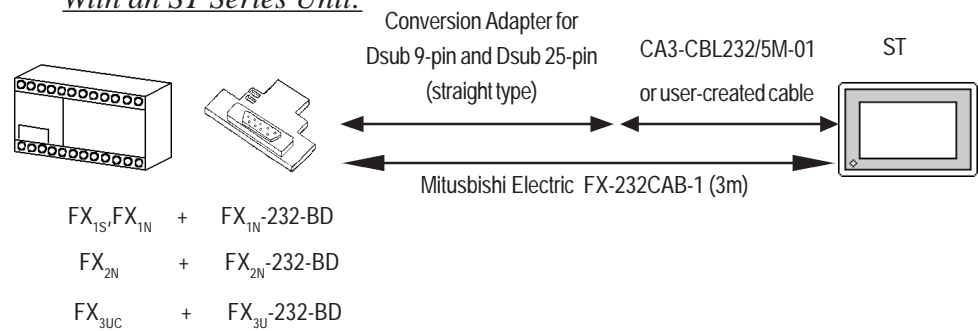 With an ST Series Unit:
Conversion Adapter for
Dsub 9-pin and Dsub 25-pin
(straight type)
CA3-CBL232/5M-01
or user-created cable
ST
Mitusbishi Electric FX-232CAB-1 (3m)
FX1S,FX1N + FX1N-232-BD
FX2N + FX2N-232-BD
FX3UC + FX3U-232-BD